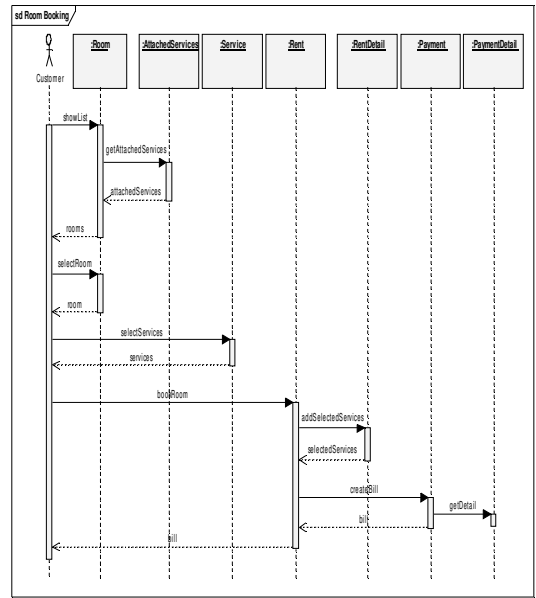 sd Room Booking
:Room
:AttachedServices
:Service
:Rent
:RentDetail
:Payment
:PaymentDetail
Customer
showList
getAttachedServices
attachedServices
rooms
selectRoom
room
selectServices
services
bookRoom
addSelectedServices
selectedServices
createBill
getDetail
bill
bill